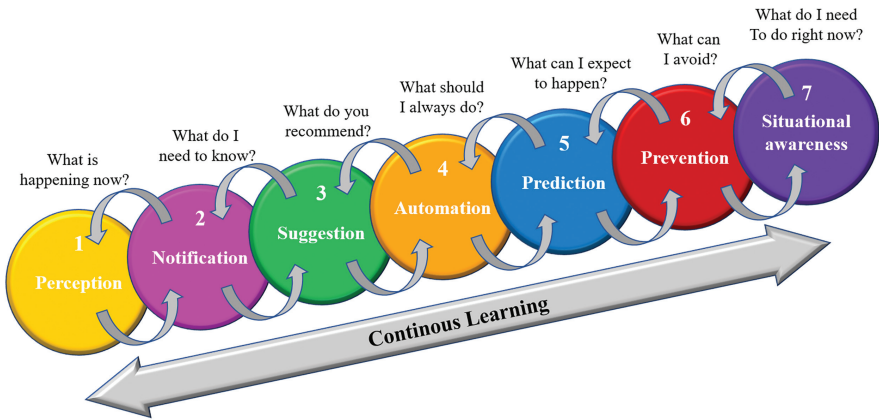 What is
happening now?
1
Perception
What do I
need to know?
2
Notification
What do you
recommend?
3
Suggestion
What should
I always do?
4
Automation
What can I expect
to happen?
5
Prediction
What can
I avoid?
6
Prevention
What do I need
To do right now?
7
Situational
awareness
Continous Learning